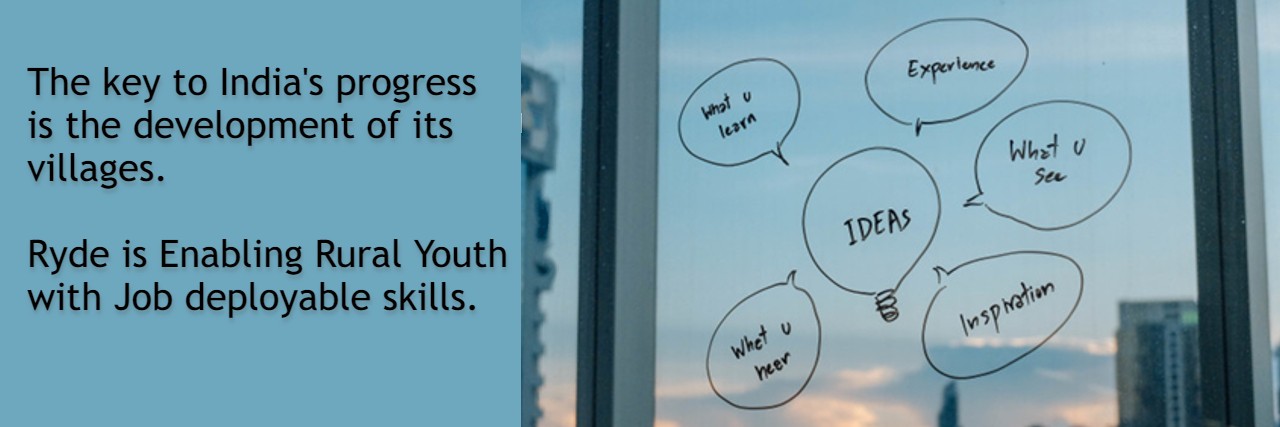 The key to India's progress
is the development of its
villages.
Ryde is Enabling Rural Youth
with Job deployable skills.
Experience
What u
learn
What u
See
IDEAS
Inspiration
What u
heer